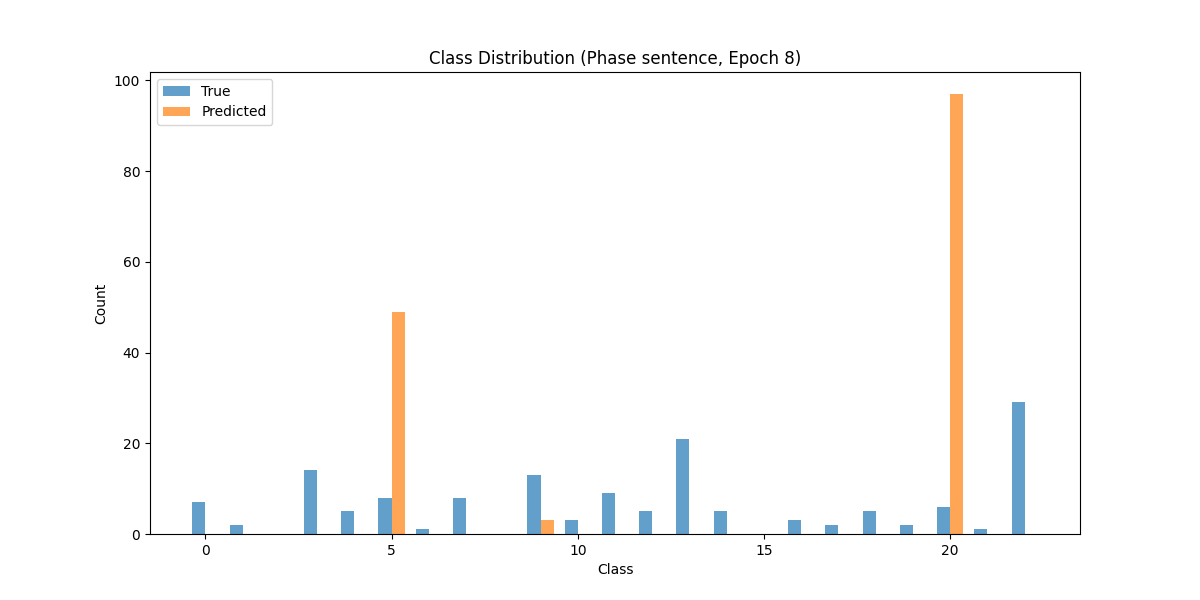 Class Distribution (Phase sentence, Epoch 8)
True
Predicted
100
80
60
40
20
0
Count
0 5 10 15 20
Class